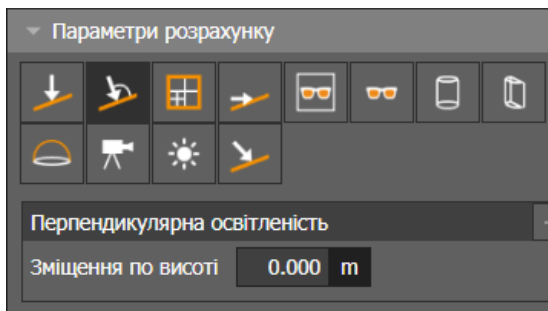 Параметри розрахунку
Перпендикулярна освітленість
Зміщення по висоті 0.000 m